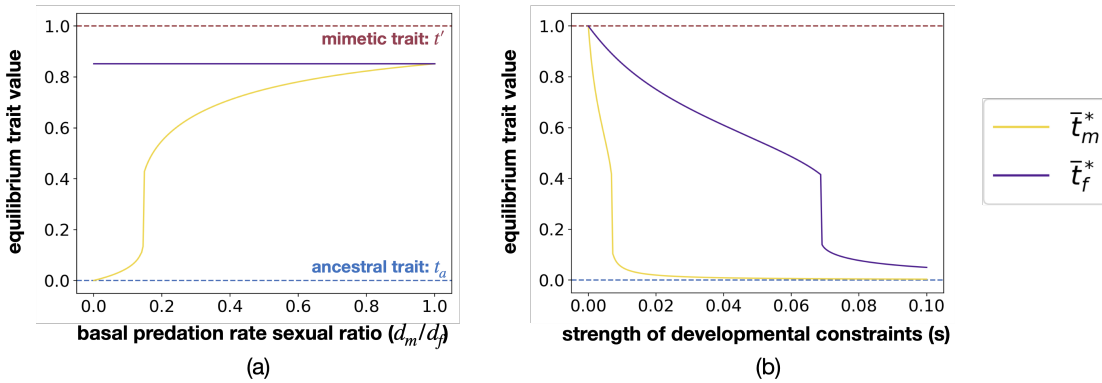 equilibrium trait value
1.0
0.8
0.6
0.4
0.2
0.0
mimetic trait: t′
ancestral trait: tₐ
0.0 0.2 0.4 0.6 0.8 1.0
basal predation rate sexual ratio (dₘ/d_f)
(a)
equilibrium trait value
1.0
0.8
0.6
0.4
0.2
0.0
0.00 0.02 0.04 0.06 0.08 0.10
strength of developmental constraints (s)
(b)
t̄*ₘ
t̄*_f